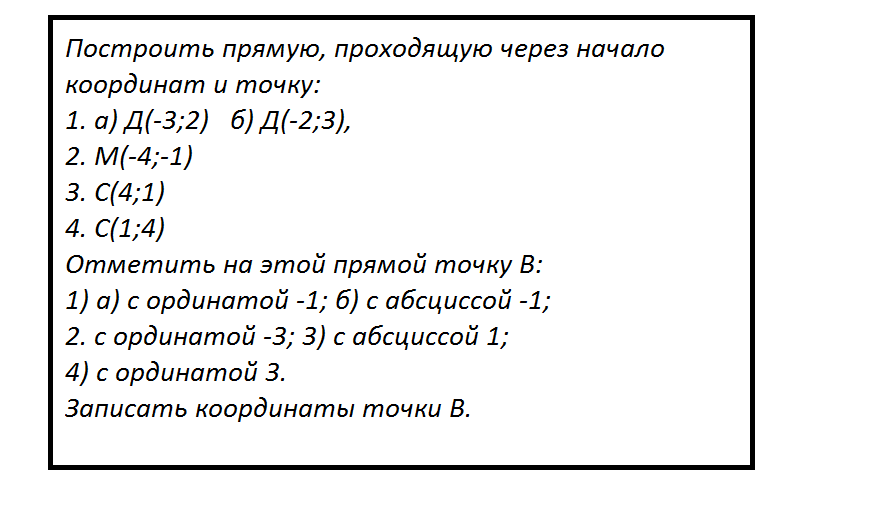 Построить прямую, проходящую через начало
координат и точку:
1. а) Д(-3;2) б) Д(-2;3),
2. М(-4;-1)
3. С(4;1)
4. С(1;4)
Отметить на этой прямой точку В:
1) а) с ординатой -1; б) с абсциссой -1;
2. с ординатой -3; 3) с абсциссой 1;
4) с ординатой 3.
Записать координаты точки В.